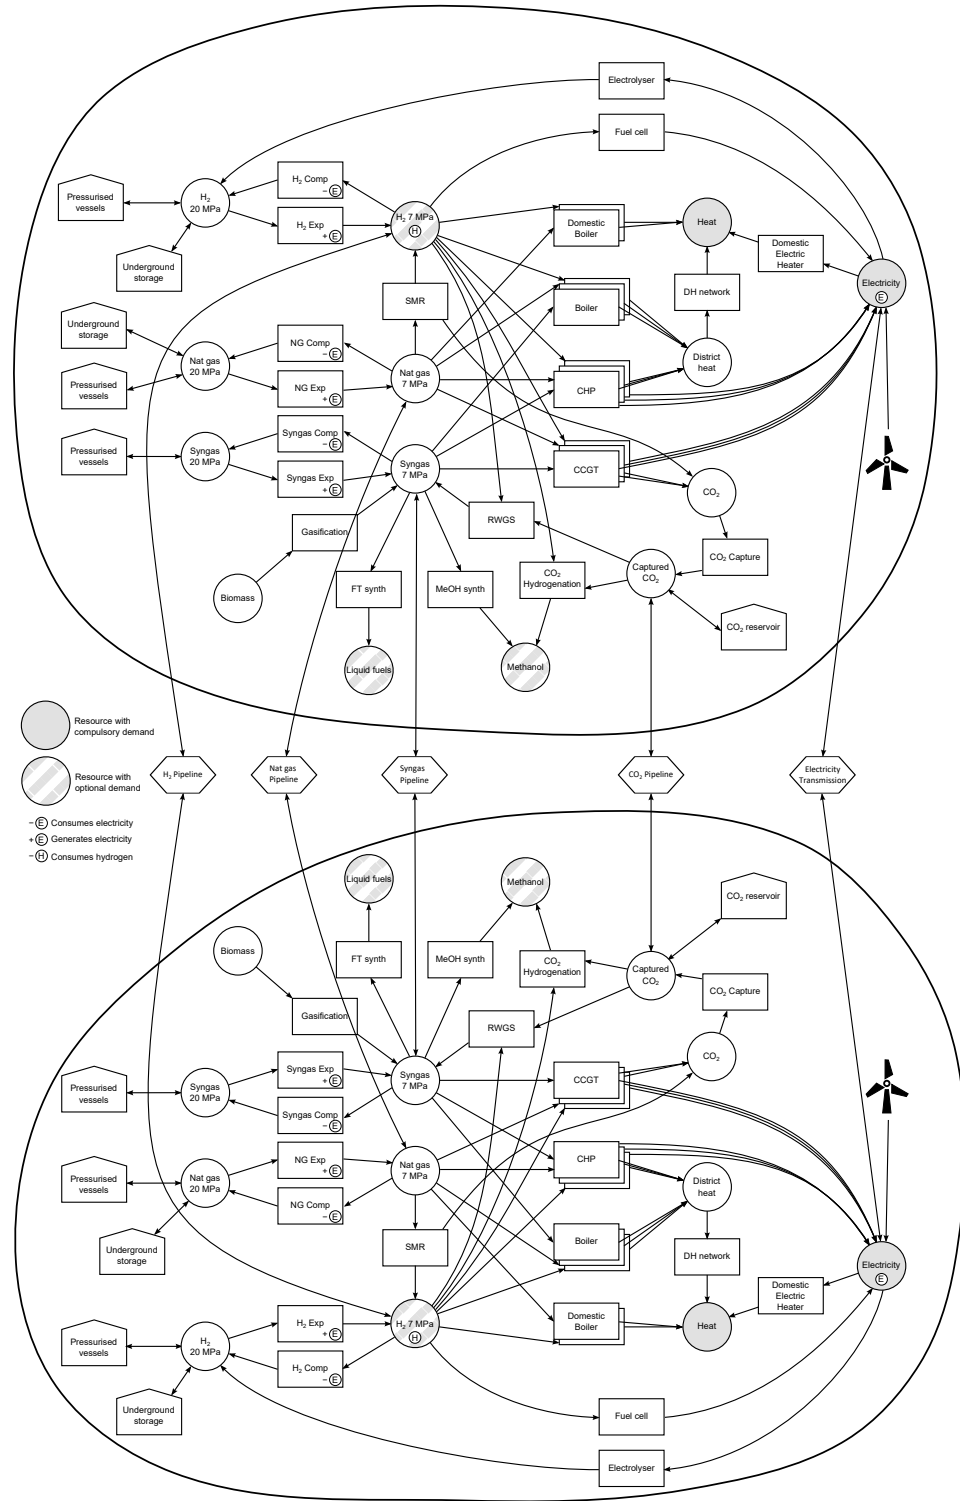 Electrolyser
Fuel cell
H₂ Comp
− E
H₂
20 MPa
Pressurised
vessels
H₂ Exp
+ E
H₂ 7 MPa
H
Domestic
Boiler
Heat
Domestic
Electric
Heater
Underground
storage
Electricity
E
SMR
Boiler
DH network
Underground
storage
NG Comp
− E
Nat gas
20 MPa
Nat gas
7 MPa
District
heat
Pressurised
vessels
NG Exp
+ E
CHP
Syngas Comp
− E
Pressurised
vessels
Syngas
20 MPa
Syngas
7 MPa
CCGT
Syngas Exp
+ E
CO₂
Gasification
RWGS
CO₂ Capture
Biomass
FT synth
MeOH synth
CO₂
Hydrogenation
Captured
CO₂
CO₂ reservoir
Liquid fuels
Methanol
Resource with
compulsory demand
Resource with
optional demand
− E Consumes electricity
+ E Generates electricity
− H Consumes hydrogen
H₂ Pipeline
Nat gas
Pipeline
Syngas
Pipeline
CO₂ Pipeline
Electricity
Transmission
Liquid fuels
Methanol
CO₂ reservoir
Biomass
FT synth
MeOH synth
CO₂
Hydrogenation
Captured
CO₂
CO₂ Capture
Gasification
RWGS
CO₂
Syngas Exp
+ E
Pressurised
vessels
Syngas
20 MPa
Syngas
7 MPa
CCGT
Syngas Comp
− E
NG Exp
+ E
CHP
Pressurised
vessels
Nat gas
20 MPa
Nat gas
7 MPa
District
heat
NG Comp
− E
Underground
storage
SMR
Boiler
DH network
Electricity
E
Domestic
Electric
Heater
H₂ Exp
+ E
H₂ 7 MPa
H
Domestic
Boiler
Heat
Pressurised
vessels
H₂
20 MPa
H₂ Comp
− E
Underground
storage
Fuel cell
Electrolyser